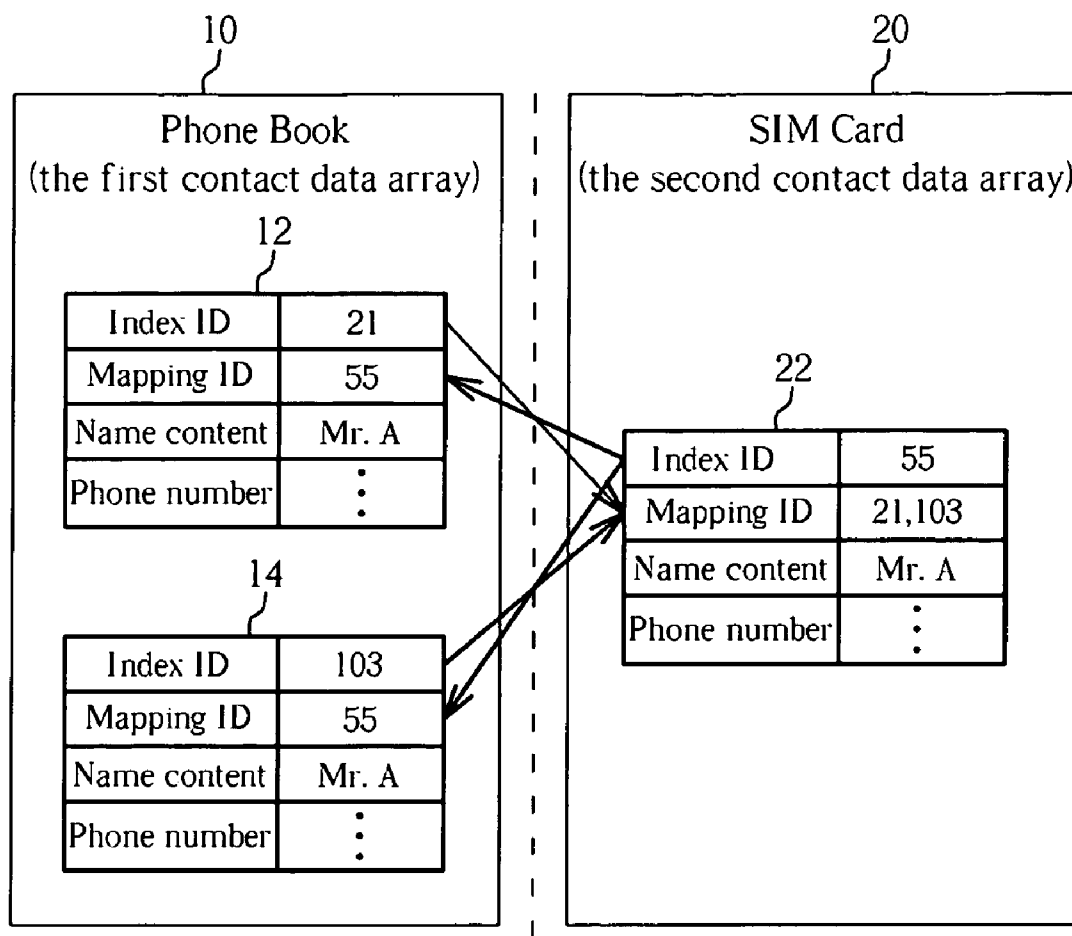 10
Phone Book
(the first contact data array)
12
Index ID 21
Mapping ID 55
Name content Mr. A
Phone number ⋮
14
Index ID 103
Mapping ID 55
Name content Mr. A
Phone number ⋮
20
SIM Card
(the second contact data array)
22
Index ID 55
Mapping ID 21,103
Name content Mr. A
Phone number ⋮